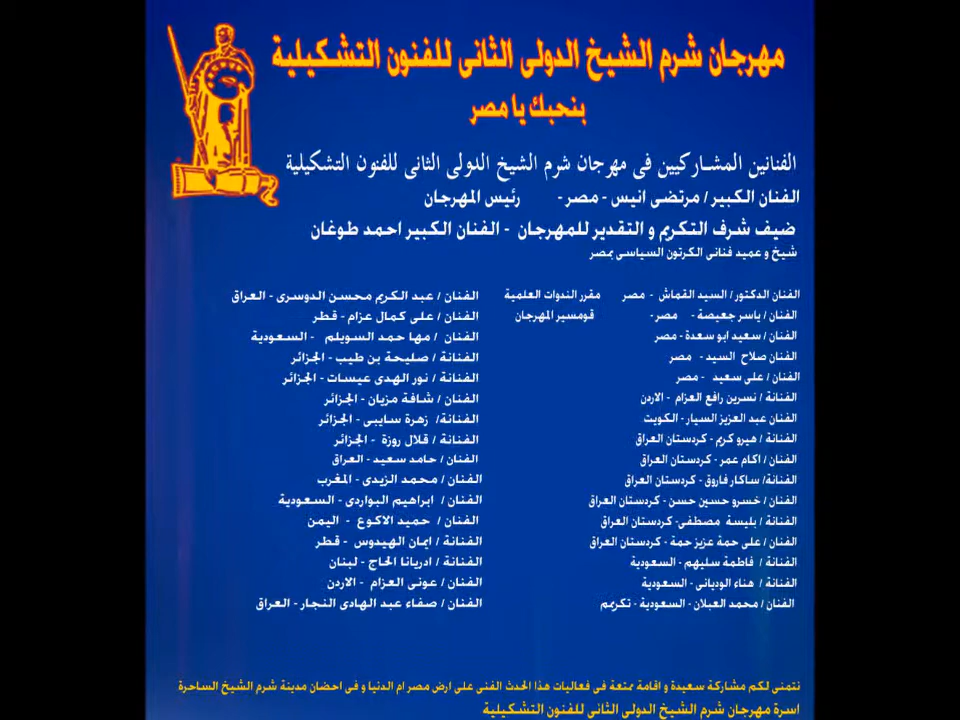 مهرجان شرم الشيخ الدولى الثانى للفنون التشكيلية
بنحبك يا مصر
الفنانين المشاركيين فى مهرجان شرم الشيخ الدولى الثانى للفنون التشكيلية
الفنان الكبير / مرتضى انيس - مصر - رئيس المهرجان
ضيف شرف التكريم و التقدير للمهرجان - الفنان الكبير احمد طوغان
شيخ و عميد فنانى الكرتون السياسى بمصر
الفنان الدكتور / السيد القماش - مصر مقرر الندوات العلمية
الفنان / ياسر جعيصة - مصر - قومسير المهرجان
الفنان / سعيد ابو سعدة - مصر
الفنان صلاح السيد - مصر
الفنان / على سعيد - مصر
الفنانة / نسرين رافع العزام - الاردن
الفنان عبد العزيز السيار - الكويت
الفنانة / هيرو كريم - كردستان العراق
الفنان / اكام عمر - كردستان العراق
الفنانة/ ساكار فاروق - كردستان العراق
الفنان / خسرو حسين حسن - كردستان العراق
الفنانة / بليسة مصطفى- كردستان العراق
الفنان / على حمة عزيز حمة - كردستان العراق
الفنانة / فاطمة سليهم - السعودية
الفنانة / هناء الوديانى - السعودية
الفنان / محمد العبلان - السعودية - تكريم
الفنان / عبد الكريم محسن الدوسرى - العراق
الفنان / على كمال عزام - قطر
الفنان / مها حمد السويلم - السعودية
الفنانة / صليحة بن طيب - الجزائر
الفنانة / نور الهدى عيسات - الجزائر
الفنان / شافة مزيان - الجزائر
الفنانة/ زهرة سايبى - الجزائر
الفنانة / قلال روزة - الجزائر
الفنان / حامد سعيد - العراق
الفنان / محمد الزيدى - المغرب
الفنان / ابراهيم البواردى - السعودية
الفنان / حميد الاكوع - اليمن
الفنانة / ايمان الهيدوس - قطر
الفنانة / ادريانا الحاج - لبنان
الفنان / عونى العزام - الاردن
الفنان / صفاء عبد الهادى النجار - العراق
نتمنى لكم مشاركة سعيدة و اقامة ممتعة فى فعاليات هذا الحدث الفنى على ارض مصر ام الدنيا و فى احضان مدينة شرم الشيخ الساحرة
اسرة مهرجان شرم الشيخ الدولى الثانى للفنون التشكيلية